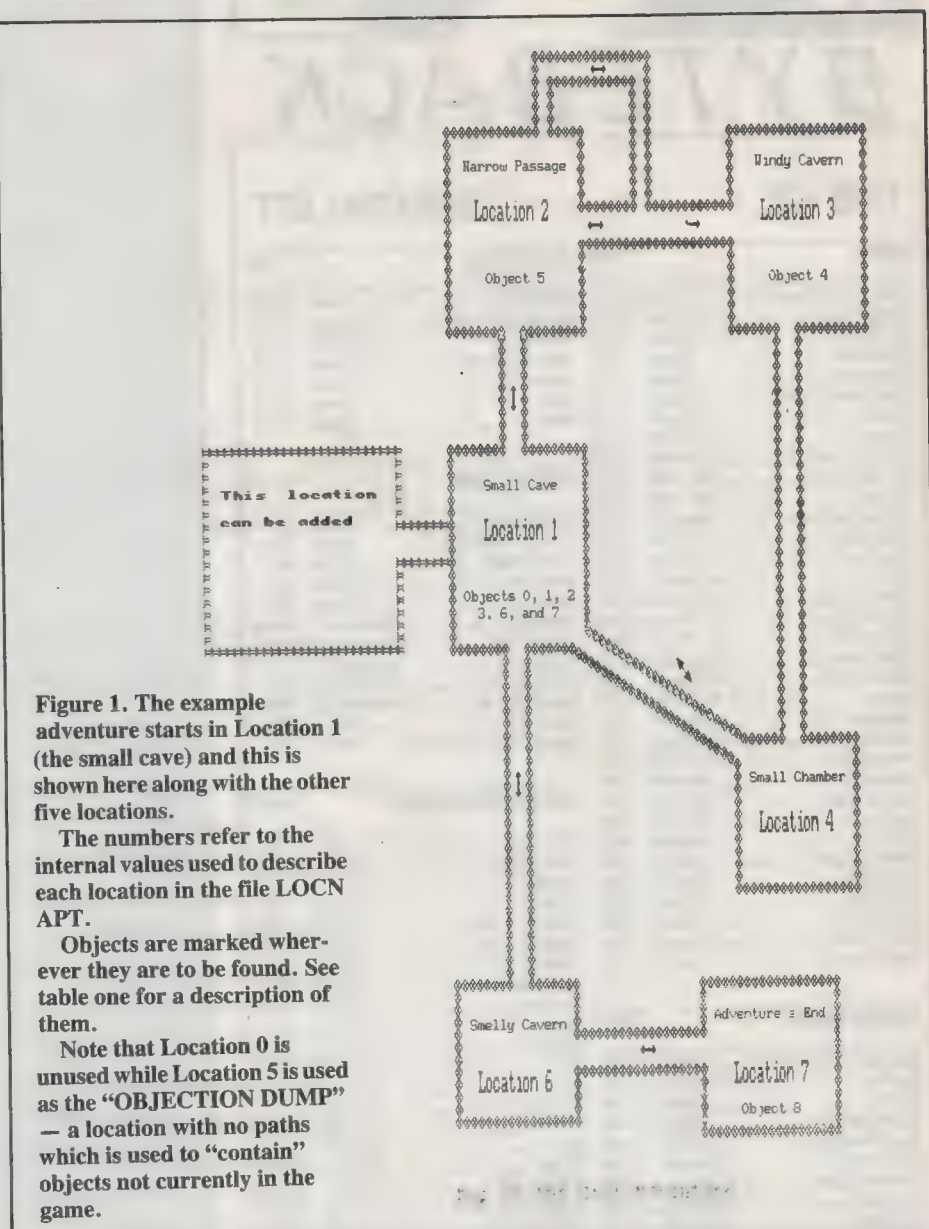 Narrow Passage
Location 2
Object 5
Windy Cavern
Location 3
Object 4
This location
can be added
Small Cave
Location 1
Objects 0, 1, 2
3, 6, and 7
Small Chamber
Location 4
Smelly Cavern
Location 6
Adventure s End
Location 7
Object 8
Figure 1. The example
adventure starts in Location 1
(the small cave) and this is
shown here along with the other
five locations.
The numbers refer to the
internal values used to describe
each location in the file LOCN
APT.
Objects are marked wher-
ever they are to be found. See
table one for a description of
them.
Note that Location 0 is
unused while Location 5 is used
as the “OBJECTION DUMP”
— a location with no paths
which is used to “contain”
objects not currently in the
game.